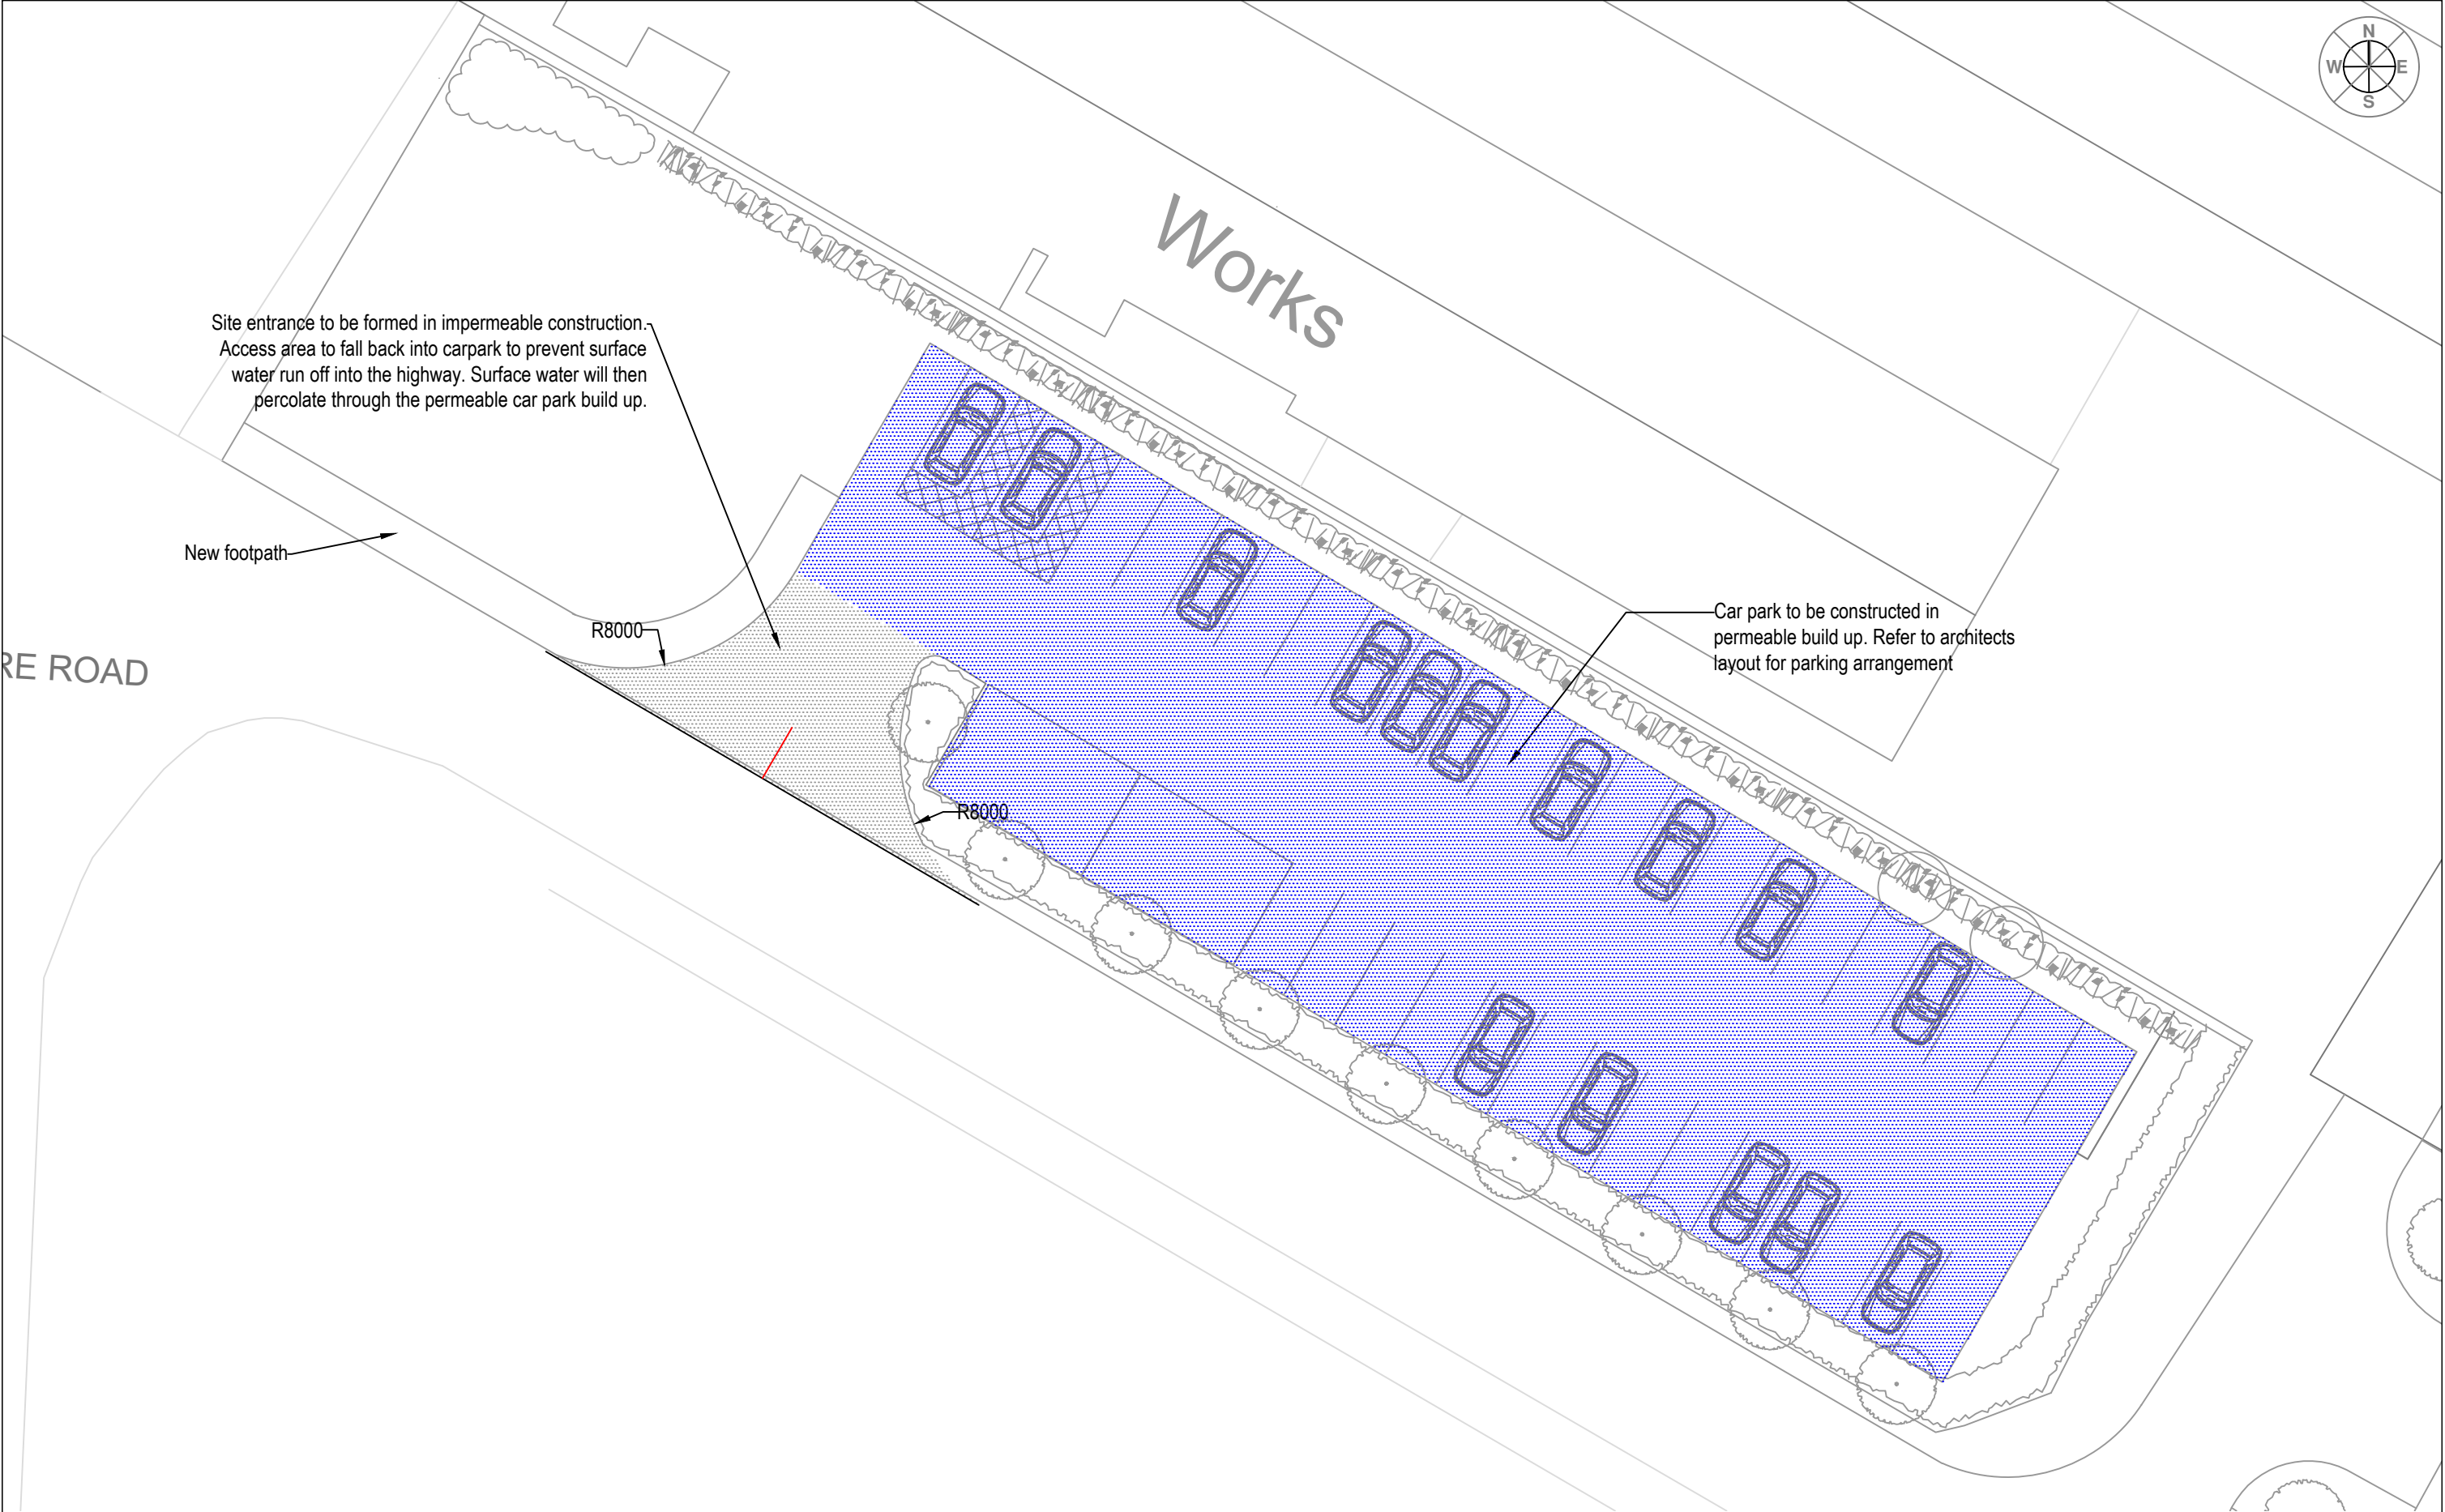 N
W E
S
Works
Site entrance to be formed in impermeable construction.
Access area to fall back into carpark to prevent surface
water run off into the highway. Surface water will then
percolate through the permeable car park build up.
New footpath
R8000
Car park to be constructed in
permeable build up. Refer to architects
layout for parking arrangement
RE ROAD
R8000